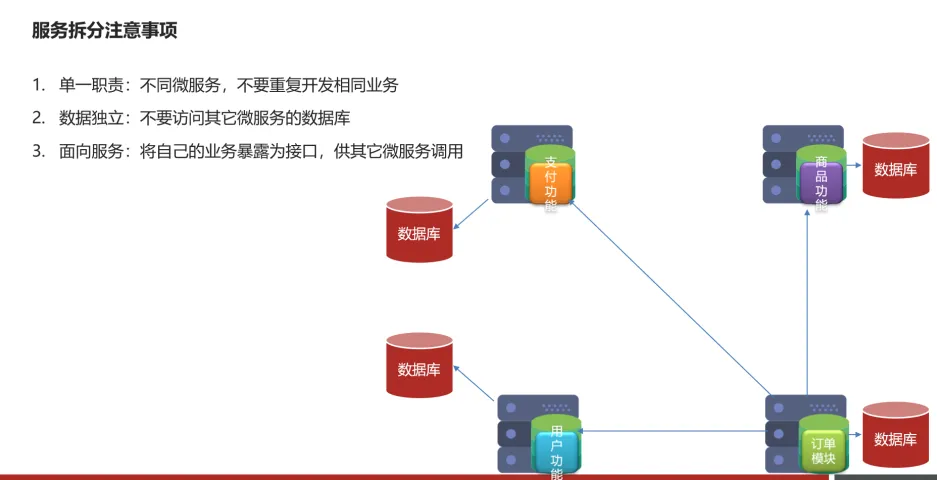 服务拆分注意事项
1. 单一职责：不同微服务，不要重复开发相同业务
2. 数据独立：不要访问其它微服务的数据库
3. 面向服务：将自己的业务暴露为接口，供其它微服务调用
支付功能
商品功能
数据库
数据库
数据库
用户功能
订单
模块
数据库